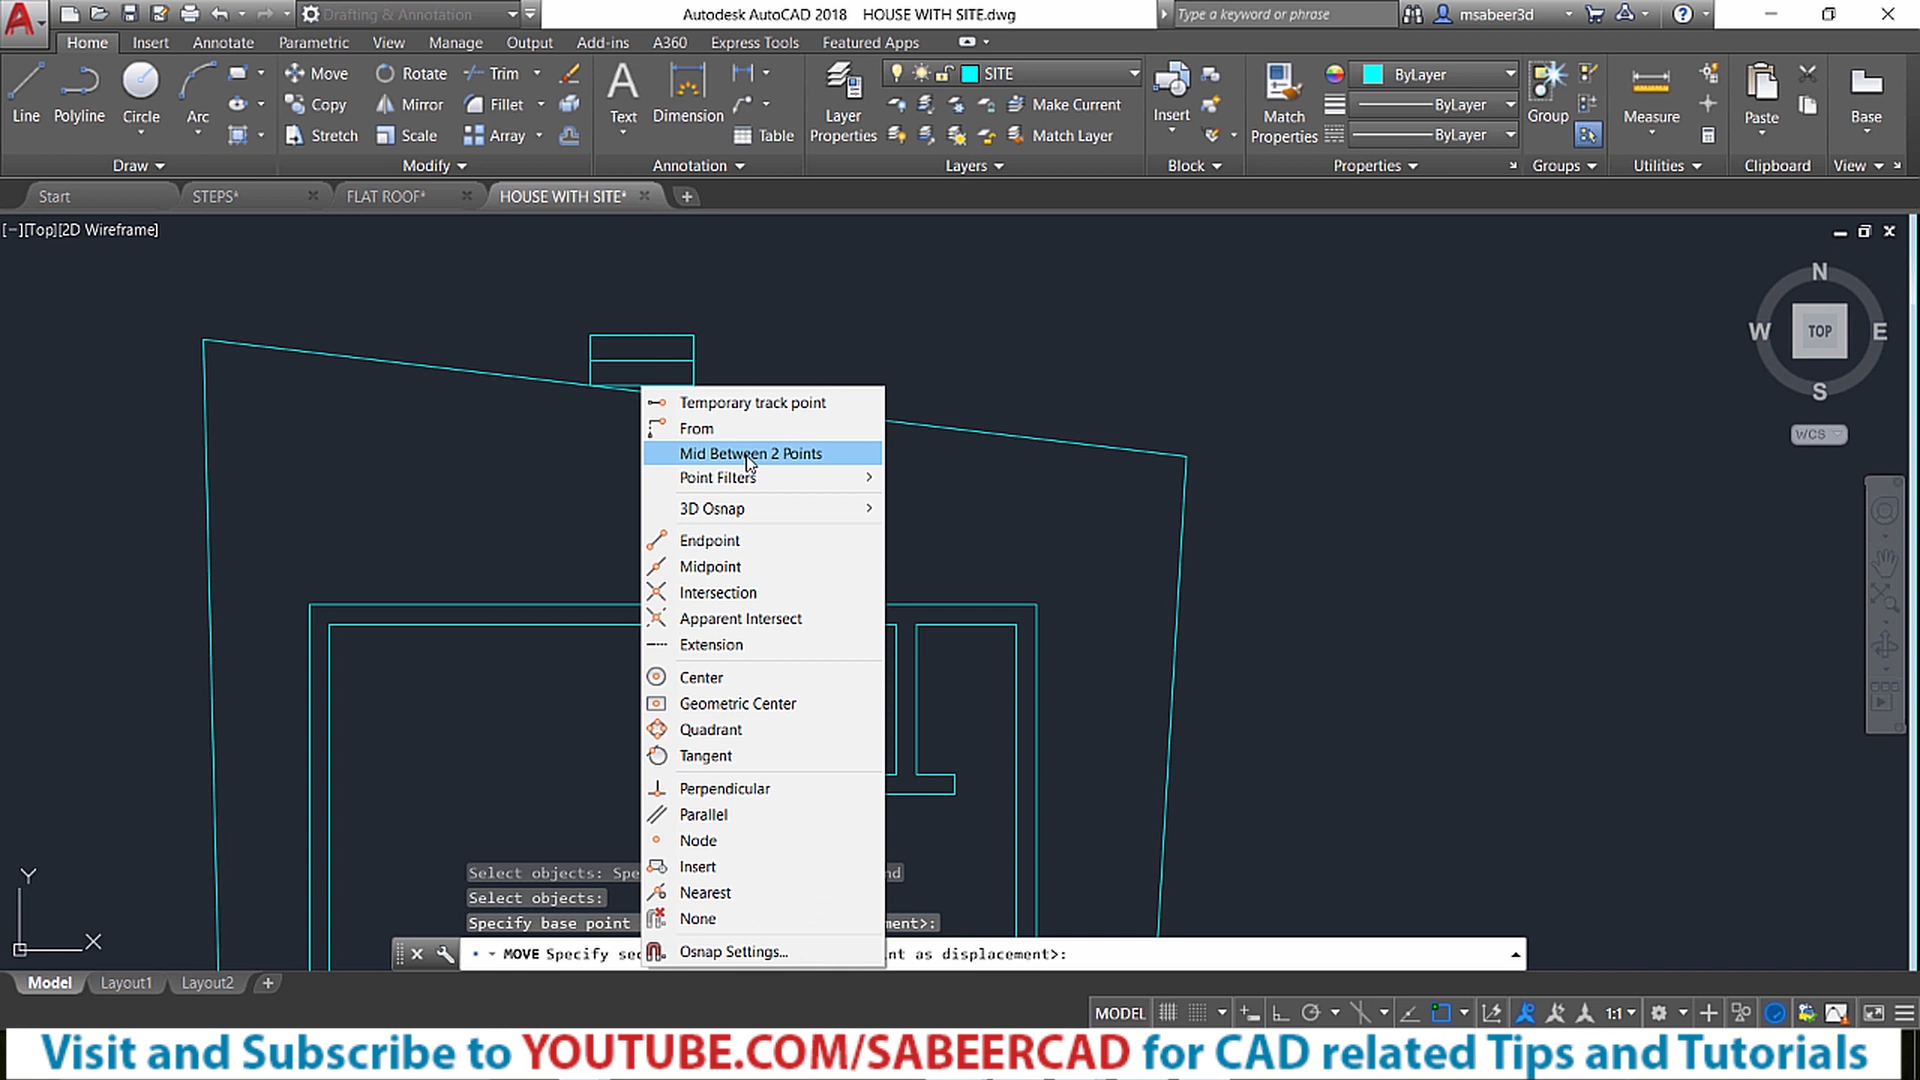 Drafting & Annotation
Autodesk AutoCAD 2018 HOUSE WITH SITE.dwg
Type a keyword or phrase
msabeer3d
Home Insert Annotate Parametric View Manage Output Add-ins A360 Express Tools Featured Apps
Line
Polyline
Circle
Arc
Move
Rotate
Trim
Copy
Mirror
Fillet
Stretch
Scale
Array
Text
Dimension
Table
Layer
Properties
SITE
Make Current
Match Layer
Insert
Match
Properties
ByLayer
ByLayer
ByLayer
Group
Measure
Paste
Base
Draw
Modify
Annotation
Layers
Block
Properties
Groups
Utilities
Clipboard
View
Start
STEPS*
FLAT ROOF*
HOUSE WITH SITE*
[−][Top][2D Wireframe]
N
W
TOP
E
S
WCS
Temporary track point
From
Mid Between 2 Points
Point Filters
3D Osnap
Endpoint
Midpoint
Intersection
Apparent Intersect
Extension
Center
Geometric Center
Quadrant
Tangent
Perpendicular
Parallel
Node
Insert
Nearest
None
Osnap Settings...
Y
X
Select objects: Spe nd
Select objects:
Specify base point ment>:
MOVE Specify sec nt as displacement>:
Model Layout1 Layout2
MODEL
1:1
Visit and Subscribe to YOUTUBE.COM/SABEERCAD for CAD related Tips and Tutorials